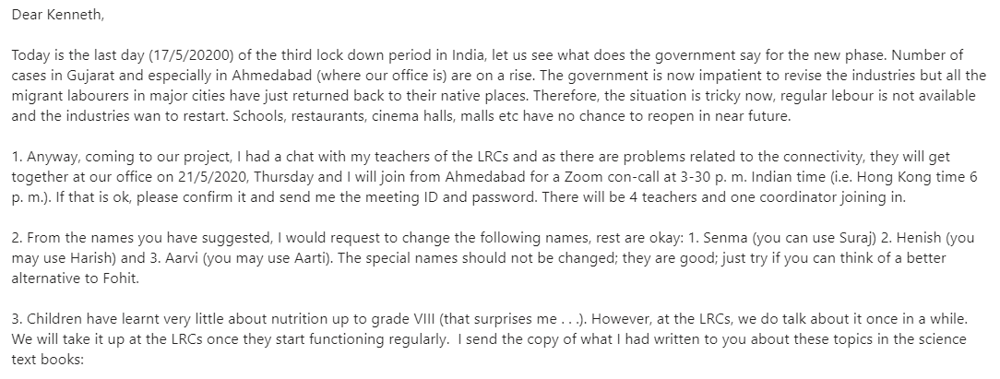 Dear Kenneth,
Today is the last day (17/5/20200) of the third lock down period in India, let us see what does the government say for the new phase. Number of
cases in Gujarat and especially in Ahmedabad (where our office is) are on a rise. The government is now impatient to revise the industries but all the
migrant labourers in major cities have just returned back to their native places. Therefore, the situation is tricky now, regular lebour is not available
and the industries wan to restart. Schools, restaurants, cinema halls, malls etc have no chance to reopen in near future.
1. Anyway, coming to our project, I had a chat with my teachers of the LRCs and as there are problems related to the connectivity, they will get
together at our office on 21/5/2020, Thursday and I will join from Ahmedabad for a Zoom con-call at 3-30 p. m. Indian time (i.e. Hong Kong time 6
p. m.). If that is ok, please confirm it and send me the meeting ID and password. There will be 4 teachers and one coordinator joining in.
2. From the names you have suggested, I would request to change the following names, rest are okay: 1. Senma (you can use Suraj) 2. Henish (you
may use Harish) and 3. Aarvi (you may use Aarti). The special names should not be changed; they are good; just try if you can think of a better
alternative to Fohit.
3. Children have learnt very little about nutrition up to grade VIII (that surprises me . . .). However, at the LRCs, we do talk about it once in a while.
We will take it up at the LRCs once they start functioning regularly.  I send the copy of what I had written to you about these topics in the science
text books: